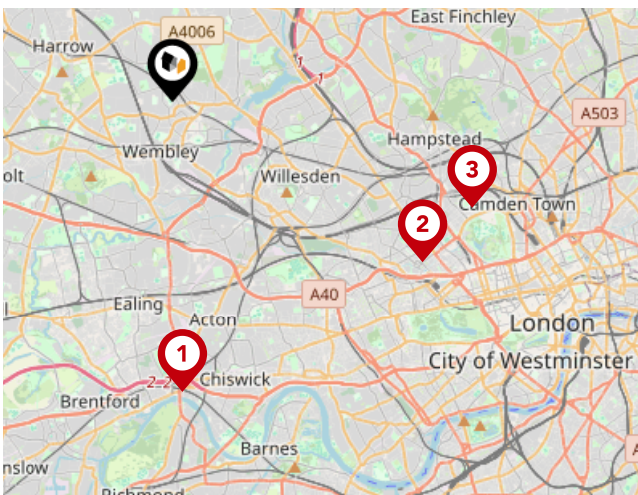 East Finchley
A4006
Harrow
1
1
A503
Hampstead
Wembley
3
olt
Willesden
Camden Town
2
A40
Ealing
Acton
London
1
City of Westminster
2-2
Chiswick
Brentford
Barnes
nslow
Richmond